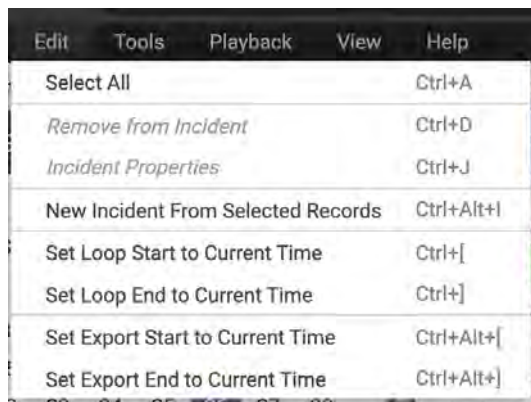 Edit Tools Playback View Help
Select All Ctrl+A
Remove from Incident Ctrl+D
Incident Properties Ctrl+J
New Incident From Selected Records Ctrl+Alt+I
Set Loop Start to Current Time Ctrl+[
Set Loop End to Current Time Ctrl+]
Set Export Start to Current Time Ctrl+Alt+[
Set Export End to Current Time Ctrl+Alt+]